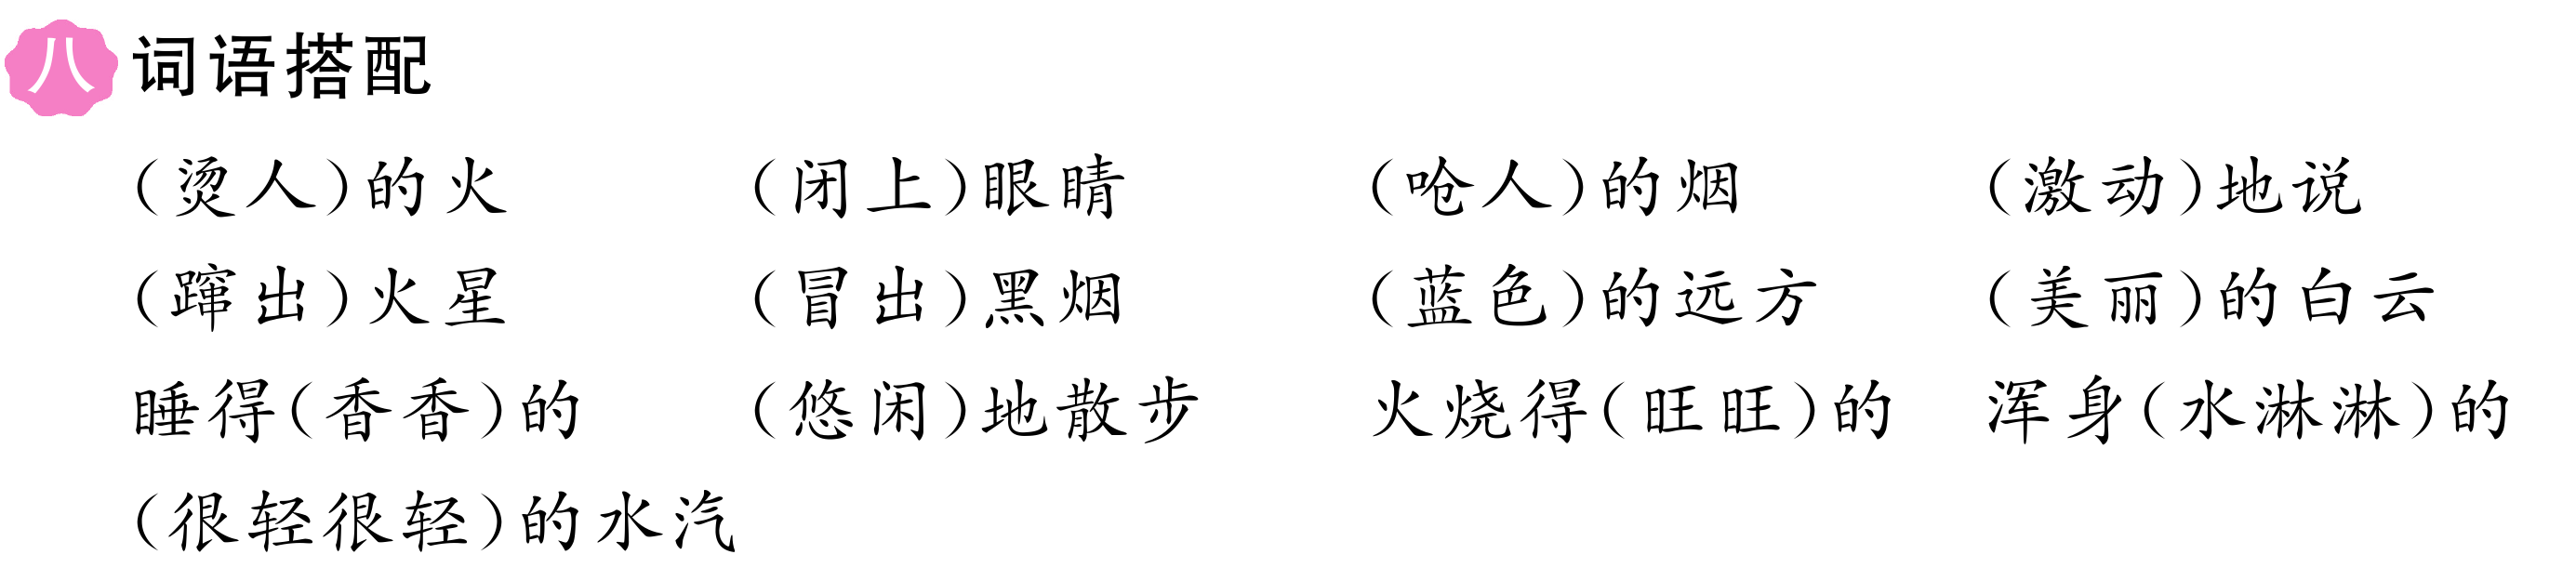 八 词语搭配
(烫人)的火 (闭上)眼睛 (呛人)的烟 (激动)地说
(蹿出)火星 (冒出)黑烟 (蓝色)的远方 (美丽)的白云
睡得(香香)的 (悠闲)地散步 火烧得(旺旺)的 浑身(水淋淋)的
(很轻很轻)的水汽